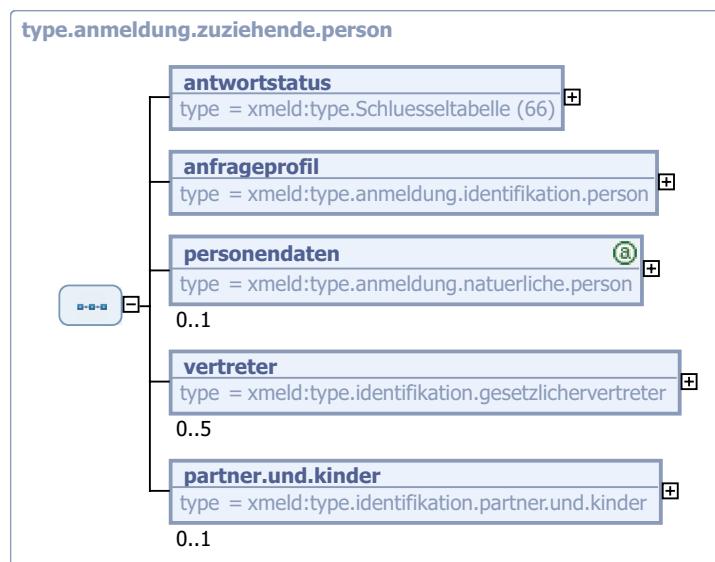 type.anmeldung.zuziehende.person
antwortstatus
type = xmeld:type.Schluesseltabelle (66)
anfrageprofil
type = xmeld:type.anmeldung.identifikation.person
personendaten
a
type = xmeld:type.anmeldung.natuerliche.person
0..1
vertreter
type = xmeld:type.identifikation.gesetzlichervertreter
0..5
partner.und.kinder
type = xmeld:type.identifikation.partner.und.kinder
0..1